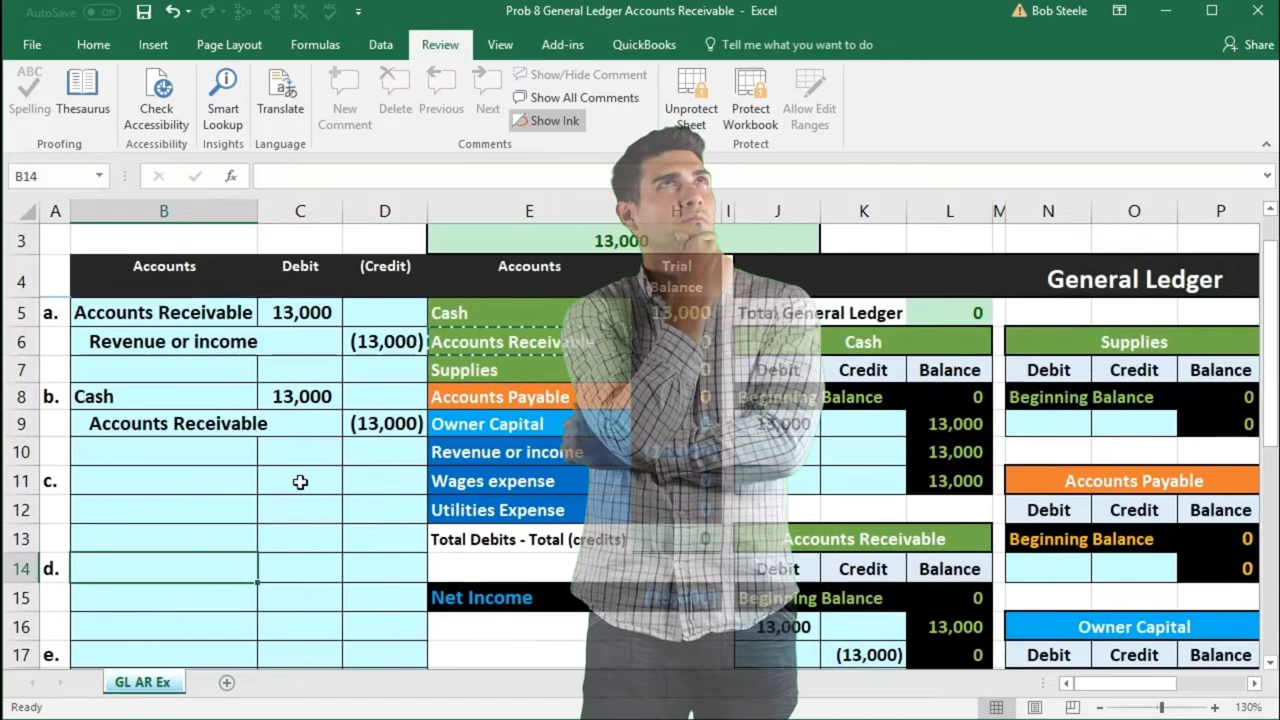 AutoSave Off
Prob 8 General Ledger Accounts Receivable - Excel
Bob Steele
File Home Insert Page Layout Formulas Data Review View Add-ins QuickBooks Tell me what you want to do Share
ABC
Spelling Thesaurus Check Accessibility Smart Lookup Translate New Comment Delete Previous Next
Show/Hide Comment
Show All Comments
Show Ink
Unprotect Sheet Protect Workbook Allow Edit Ranges
Proofing Accessibility Insights Language Comments Protect
B14 fx
A B C D E H I J K L M N O P
3 13,000
4 Accounts Debit (Credit) Accounts Trial Balance General Ledger
5 a. Accounts Receivable 13,000 Cash 13,000 Total General Ledger 0
6 Revenue or income (13,000) Accounts Receivable 0 Cash Supplies
7 Supplies 0 Debit Credit Balance Debit Credit Balance
8 b. Cash 13,000 Accounts Payable 0 Beginning Balance 0 Beginning Balance 0
9 Accounts Receivable (13,000) Owner Capital 0 13,000 13,000 0
10 Revenue or income 13,000
11 c. Wages expense 0 13,000 Accounts Payable
12 Utilities Expense 0 Debit Credit Balance
13 Total Debits - Total (credits) 0 Accounts Receivable Beginning Balance 0
14 d. Debit Credit Balance 0
15 Net Income Beginning Balance 0
16 13,000 13,000 Owner Capital
17 e. (13,000) 0 Debit Credit Balance
GL AR Ex
Ready 130%